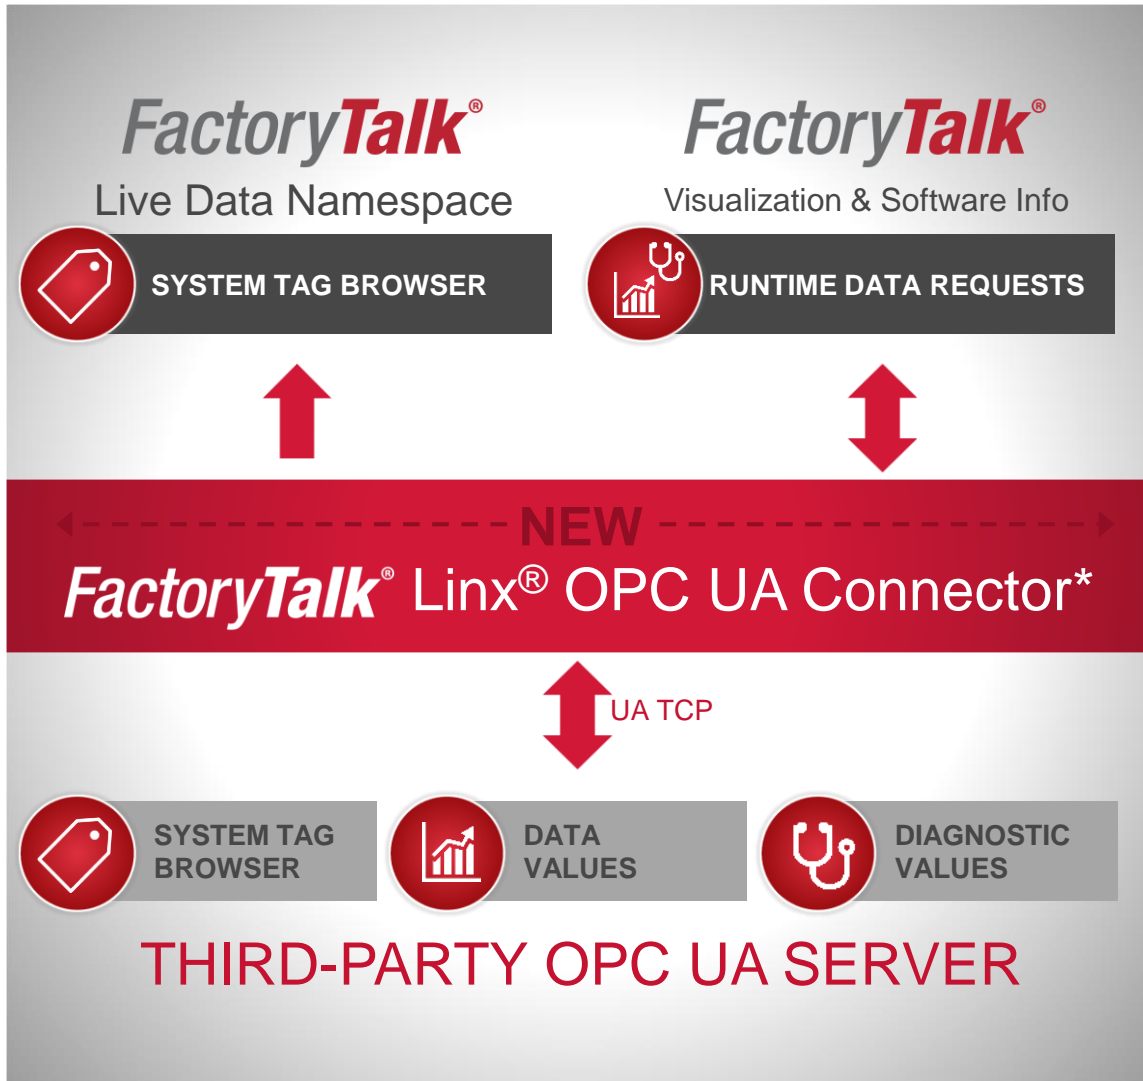 FactoryTalk®
Live Data Namespace
SYSTEM TAG BROWSER
FactoryTalk®
Visualization & Software Info
RUNTIME DATA REQUESTS
NEW
FactoryTalk® Linx® OPC UA Connector*
UA TCP
SYSTEM TAG
BROWSER
DATA
VALUES
DIAGNOSTIC
VALUES
THIRD-PARTY OPC UA SERVER